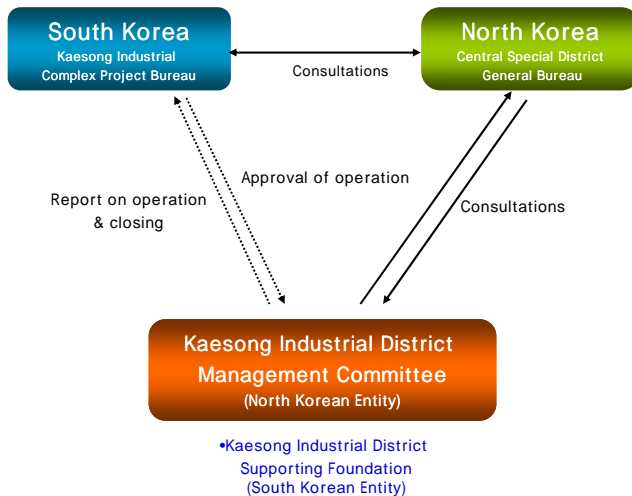 South Korea
Kaesong Industrial
Complex Project Bureau
North Korea
Central Special District
General Bureau
Consultations
Approval of operation
Report on operation
& closing
Consultations
Kaesong Industrial District
Management Committee
(North Korean Entity)
•Kaesong Industrial District
Supporting Foundation
(South Korean Entity)